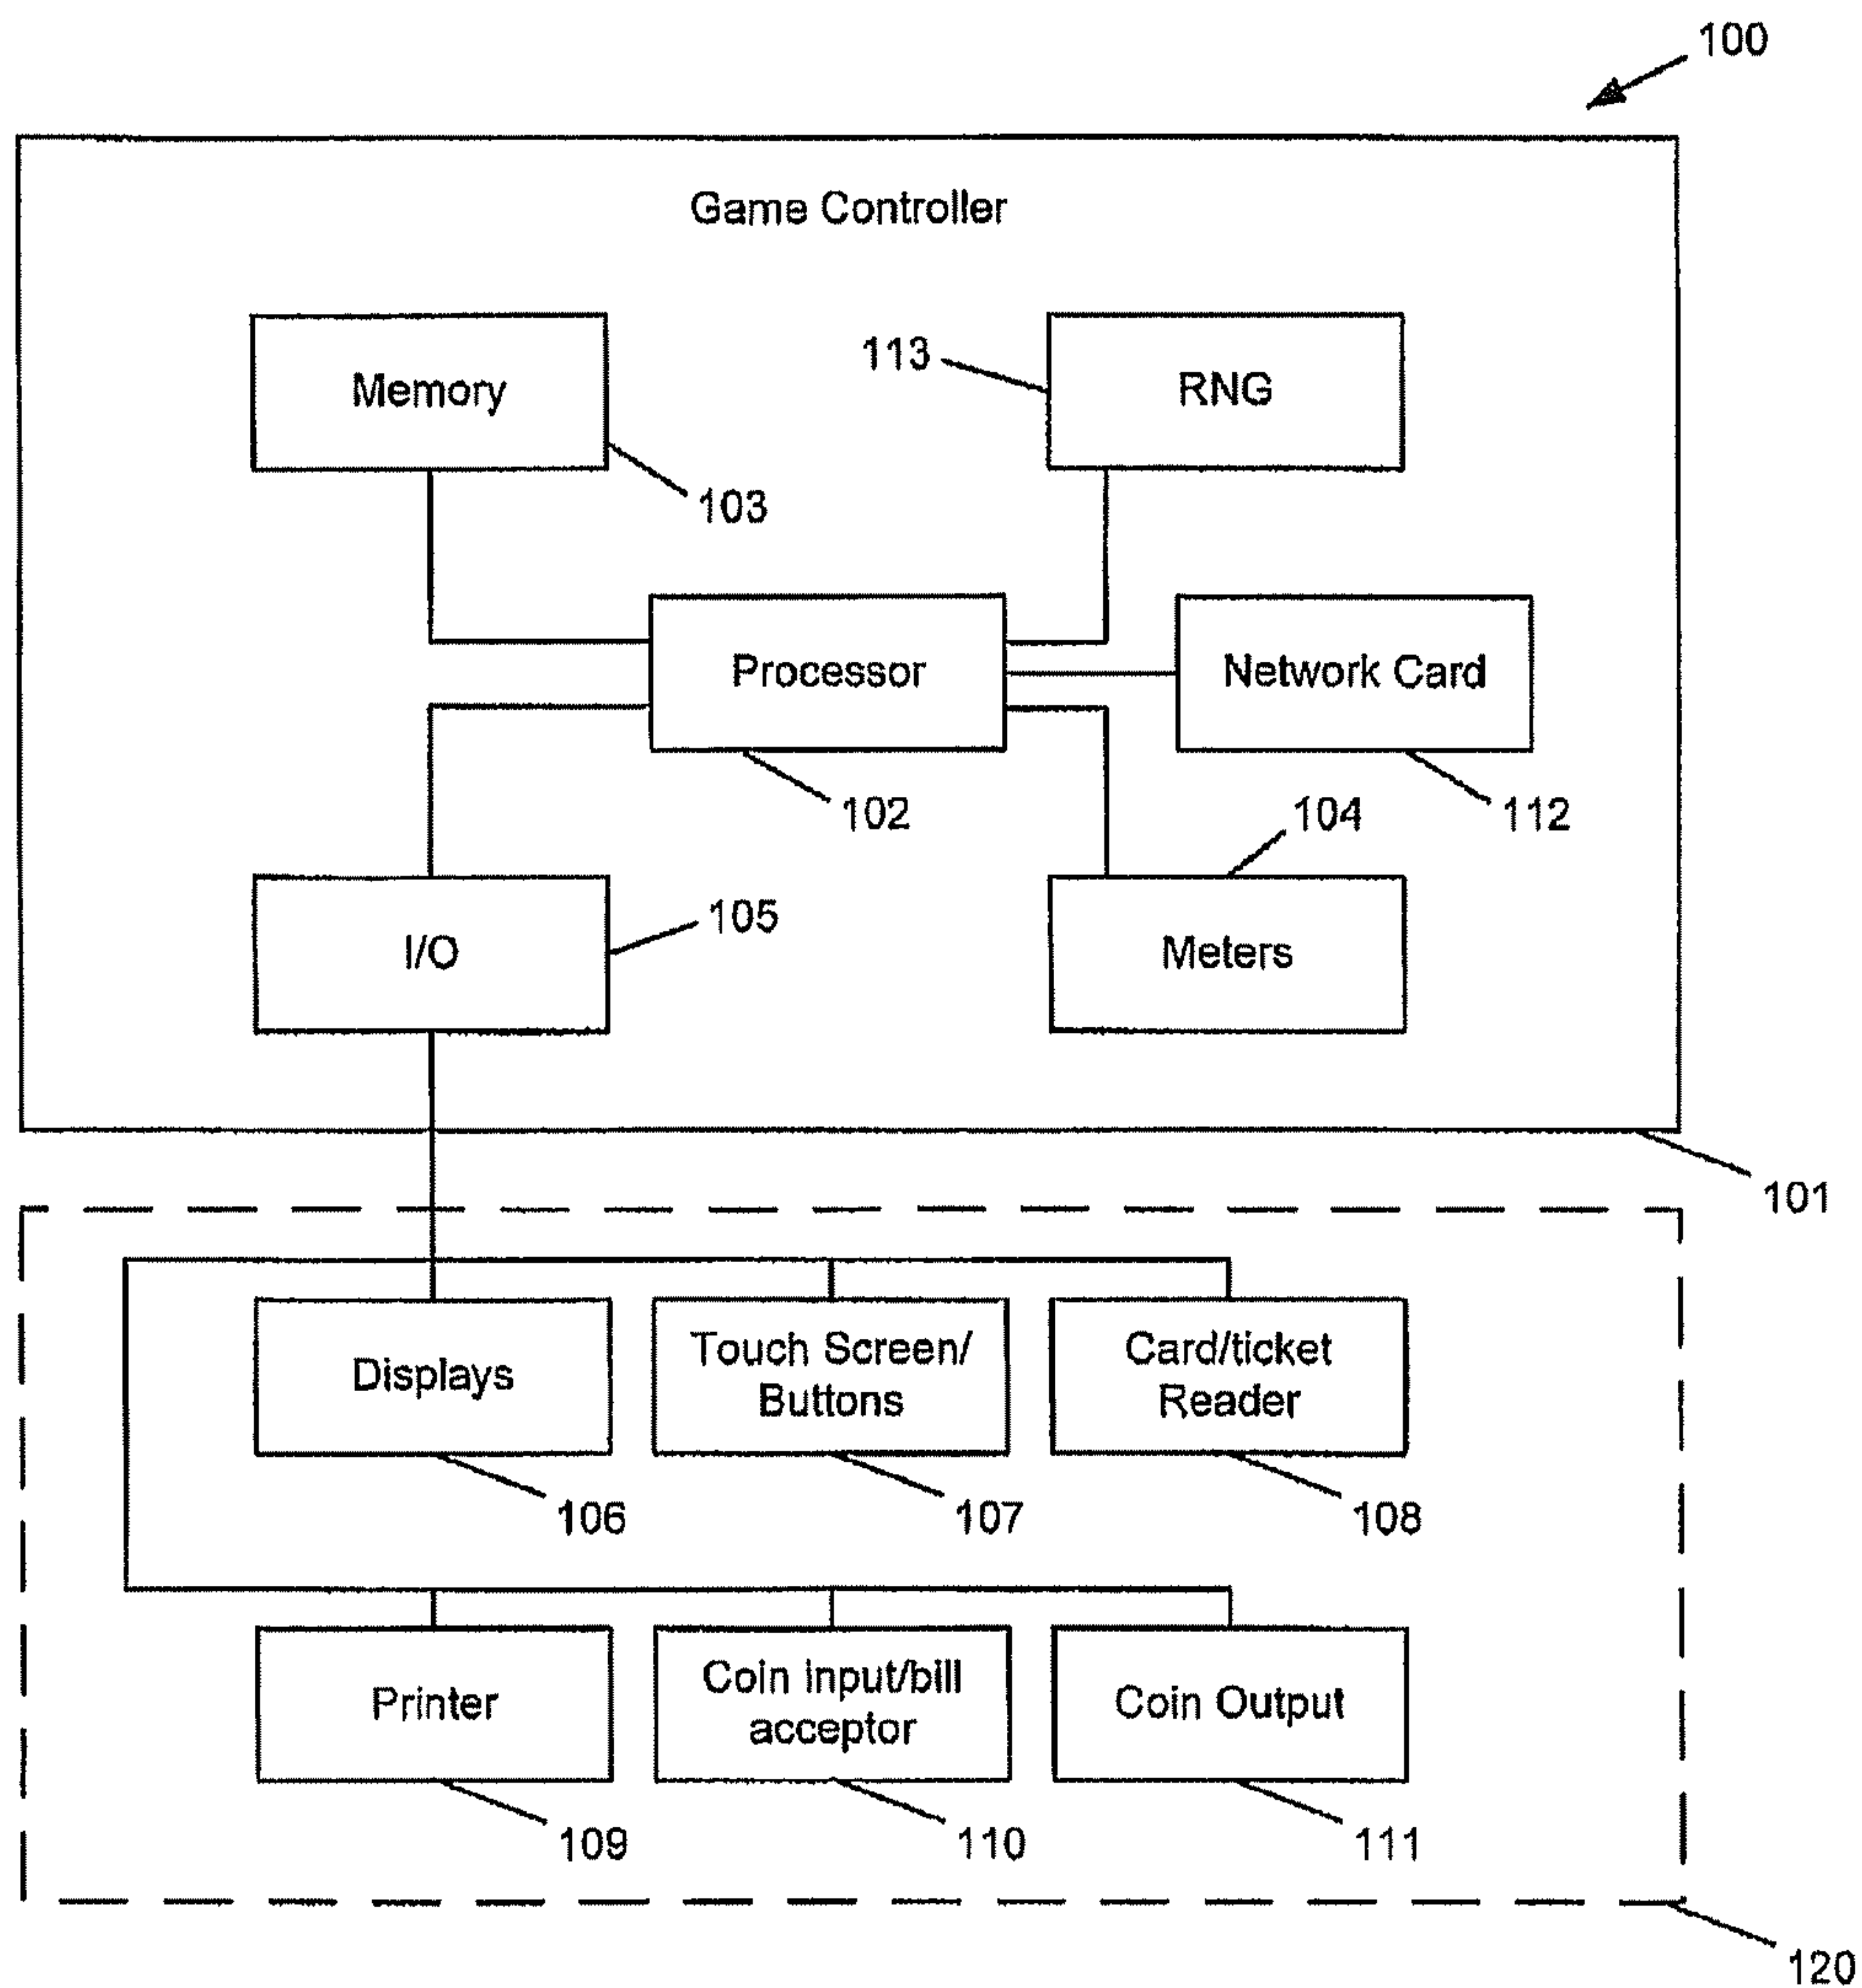 100
Game Controller
Memory
113
RNG
103
Processor
Network Card
102
104
112
I/O
105
Meters
101
Displays
Touch Screen/
Buttons
Card/ticket
Reader
106
107
108
Printer
Coin input/bill
acceptor
Coin Output
109
110
111
120